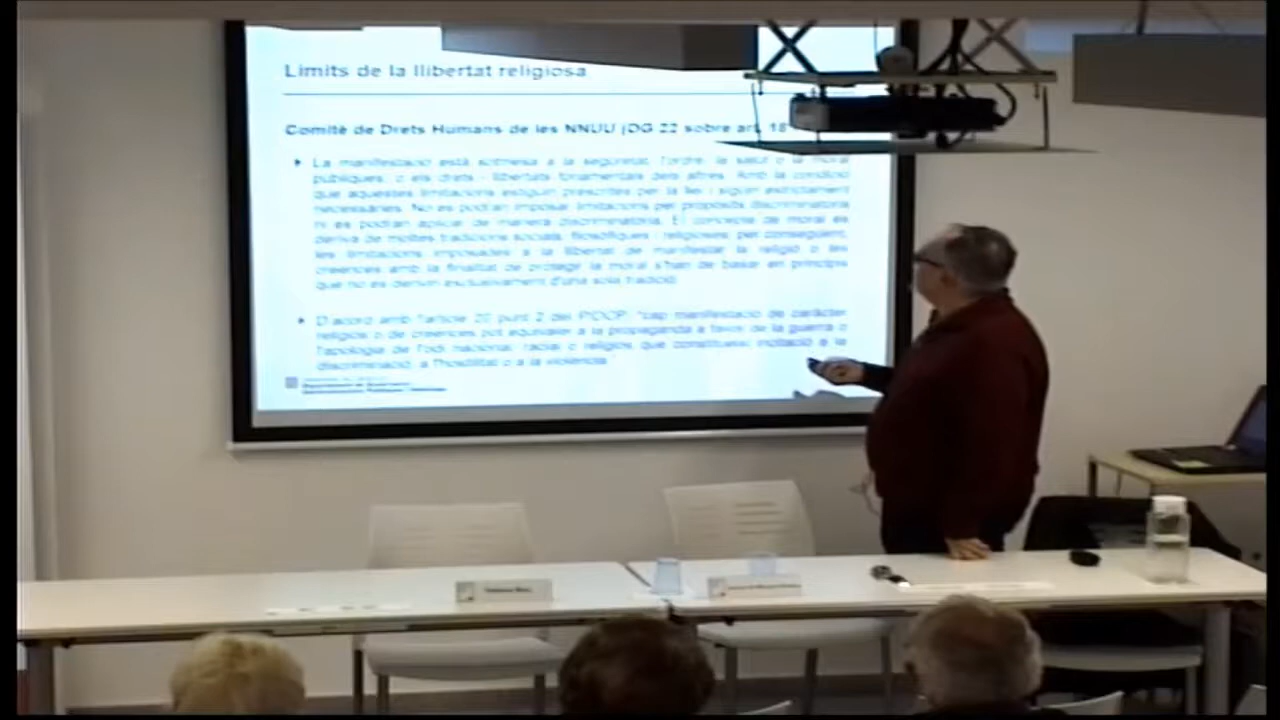 Límits de la llibertat religiosa
Comitè de Drets Humans de les NNUU (OG 22 sobre art. 18
La manifestació està sotmesa a la seguretat, l'ordre, la salut o la moral
públiques, o els drets i llibertats fonamentals dels altres. Amb la condició
que aquestes limitacions estiguin prescrites per la llei i siguin estrictament
necessàries. No es podran imposar limitacions per propòsits discriminatoris
ni es podran aplicar de manera discriminatòria. El concepte de moral es
deriva de moltes tradicions socials, filosòfiques i religioses; per consegüent,
les limitacions imposades a la llibertat de manifestar la religió o les
creences amb la finalitat de protegir la moral s'han de basar en principis
que no es derivin exclusivament d'una sola tradició.
D'acord amb l'article 20 punt 2 del PIDCP, "cap manifestació de caràcter
religiós o de creences pot equivaler a la propaganda a favor de la guerra o
l'apologia de l'odi nacional, racial o religiós que constitueixi incitació a la
discriminació, a l'hostilitat o a la violència."